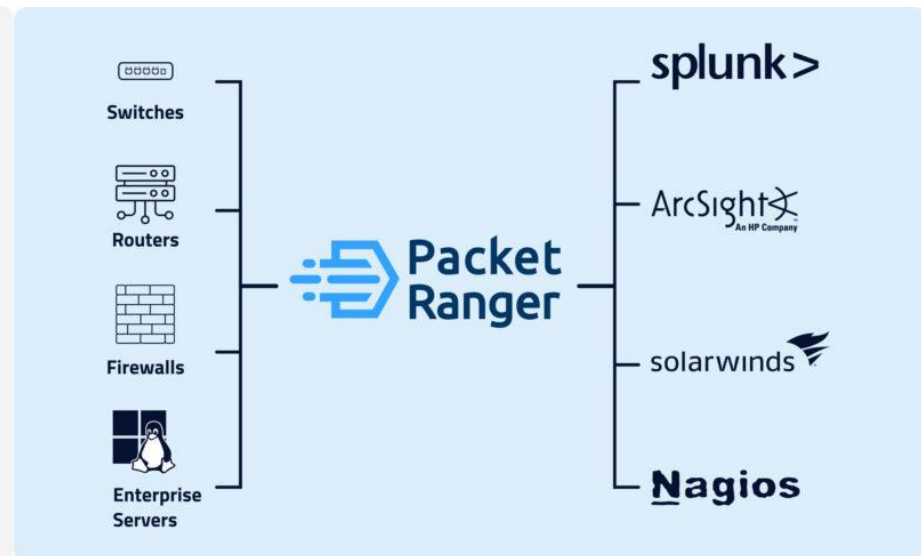 Switches
Routers
Firewalls
Enterprise
Servers
Packet
Ranger
splunk>
ArcSight
An HP Company
solarwinds
Nagios